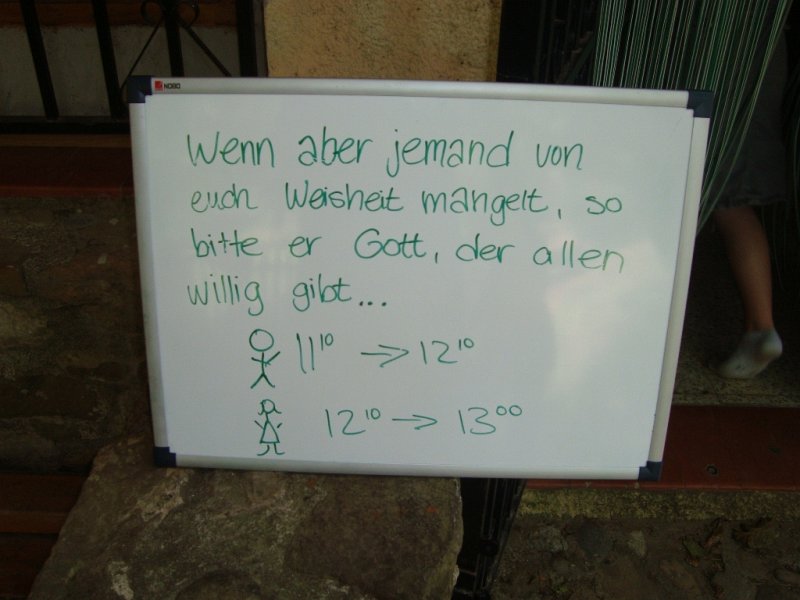 NOBO
Wenn aber jemand von
euch Weisheit mangelt, so
bitte er Gott, der allen
willig gibt...
11¹⁰ → 12¹⁰
12¹⁰ → 13⁰⁰